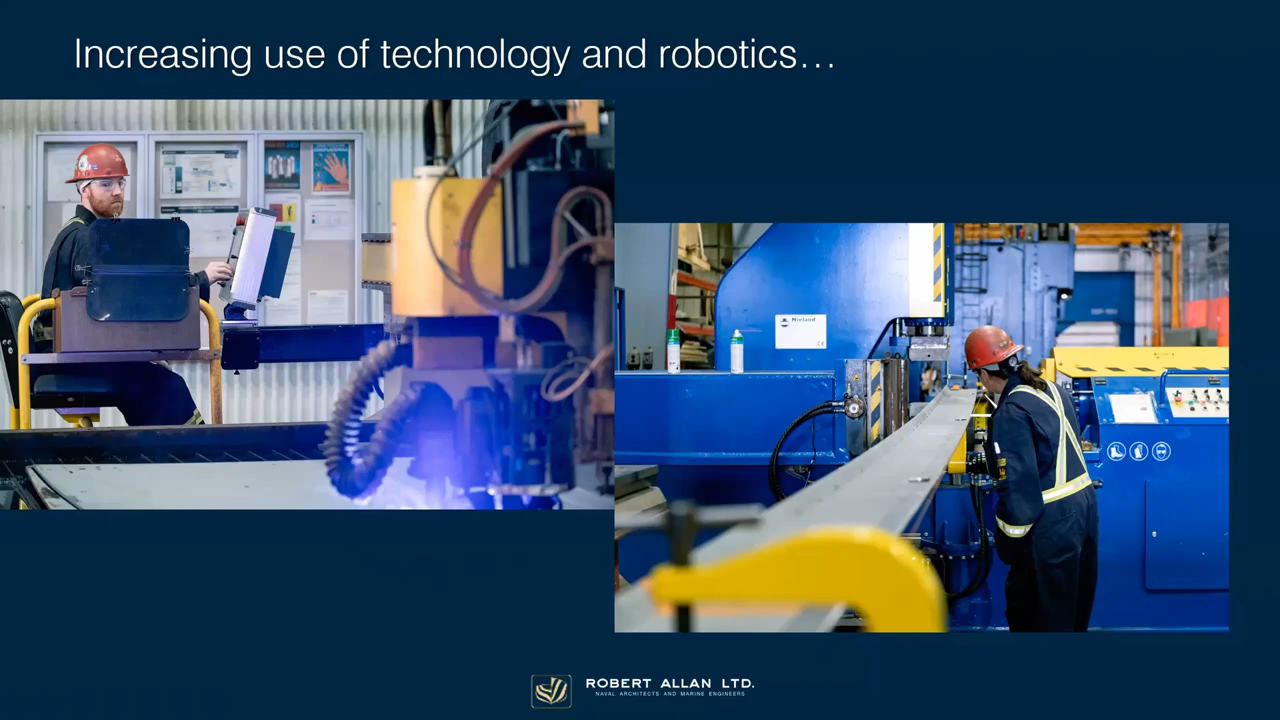 Increasing use of technology and robotics…
Nieland
ROBERT ALLAN LTD.
NAVAL ARCHITECTS AND MARINE ENGINEERS